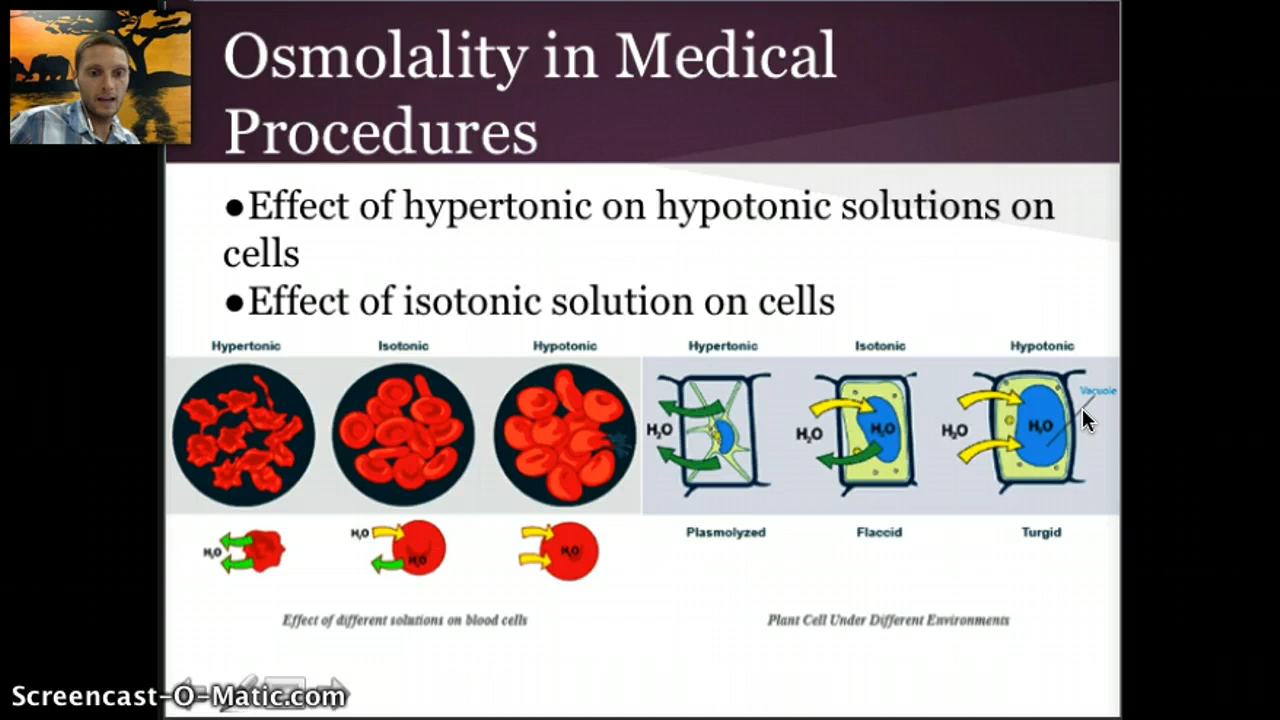 Osmolality in Medical
Procedures
●Effect of hypertonic on hypotonic solutions on
cells
●Effect of isotonic solution on cells
Hypertonic Isotonic Hypotonic Hypertonic Isotonic Hypotonic
Vacuole
H₂O H₂O H₂O H₂O H₂O
Plasmolyzed Flaccid Turgid
H₂O H₂O H₂O H₂O
Effect of different solutions on blood cells Plant Cell Under Different Environments
Screencast-O-Matic.com